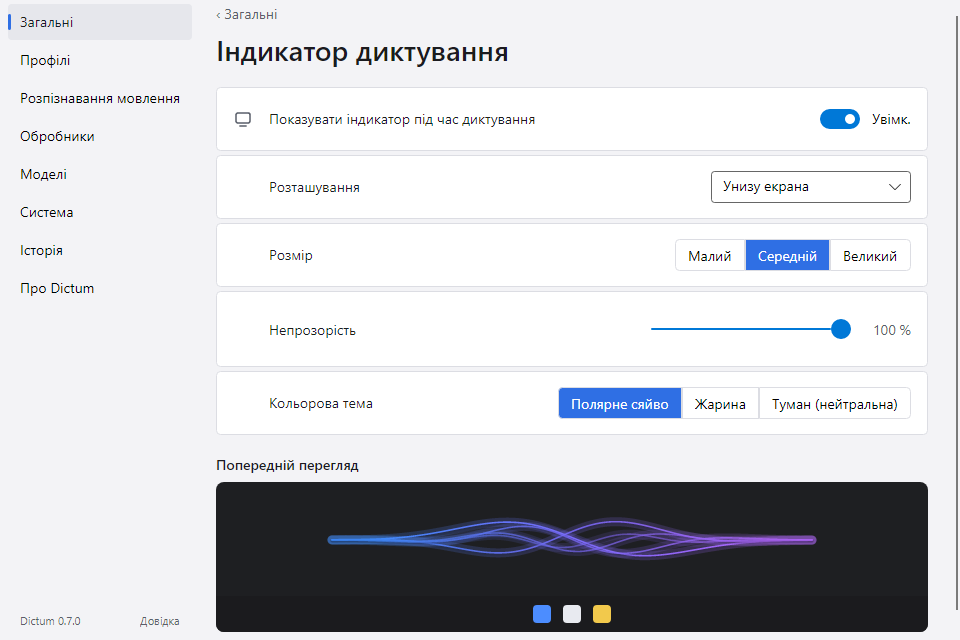 Загальні
Профілі
Розпізнавання мовлення
Обробники
Моделі
Система
Історія
Про Dictum
Dictum 0.7.0
Довідка
‹ Загальні
Індикатор диктування
Показувати індикатор під час диктування
Увімк.
Розташування
Унизу екрана
Розмір
Малий
Середній
Великий
Непрозорість
100 %
Кольорова тема
Полярне сяйво
Жарина
Туман (нейтральна)
Попередній перегляд